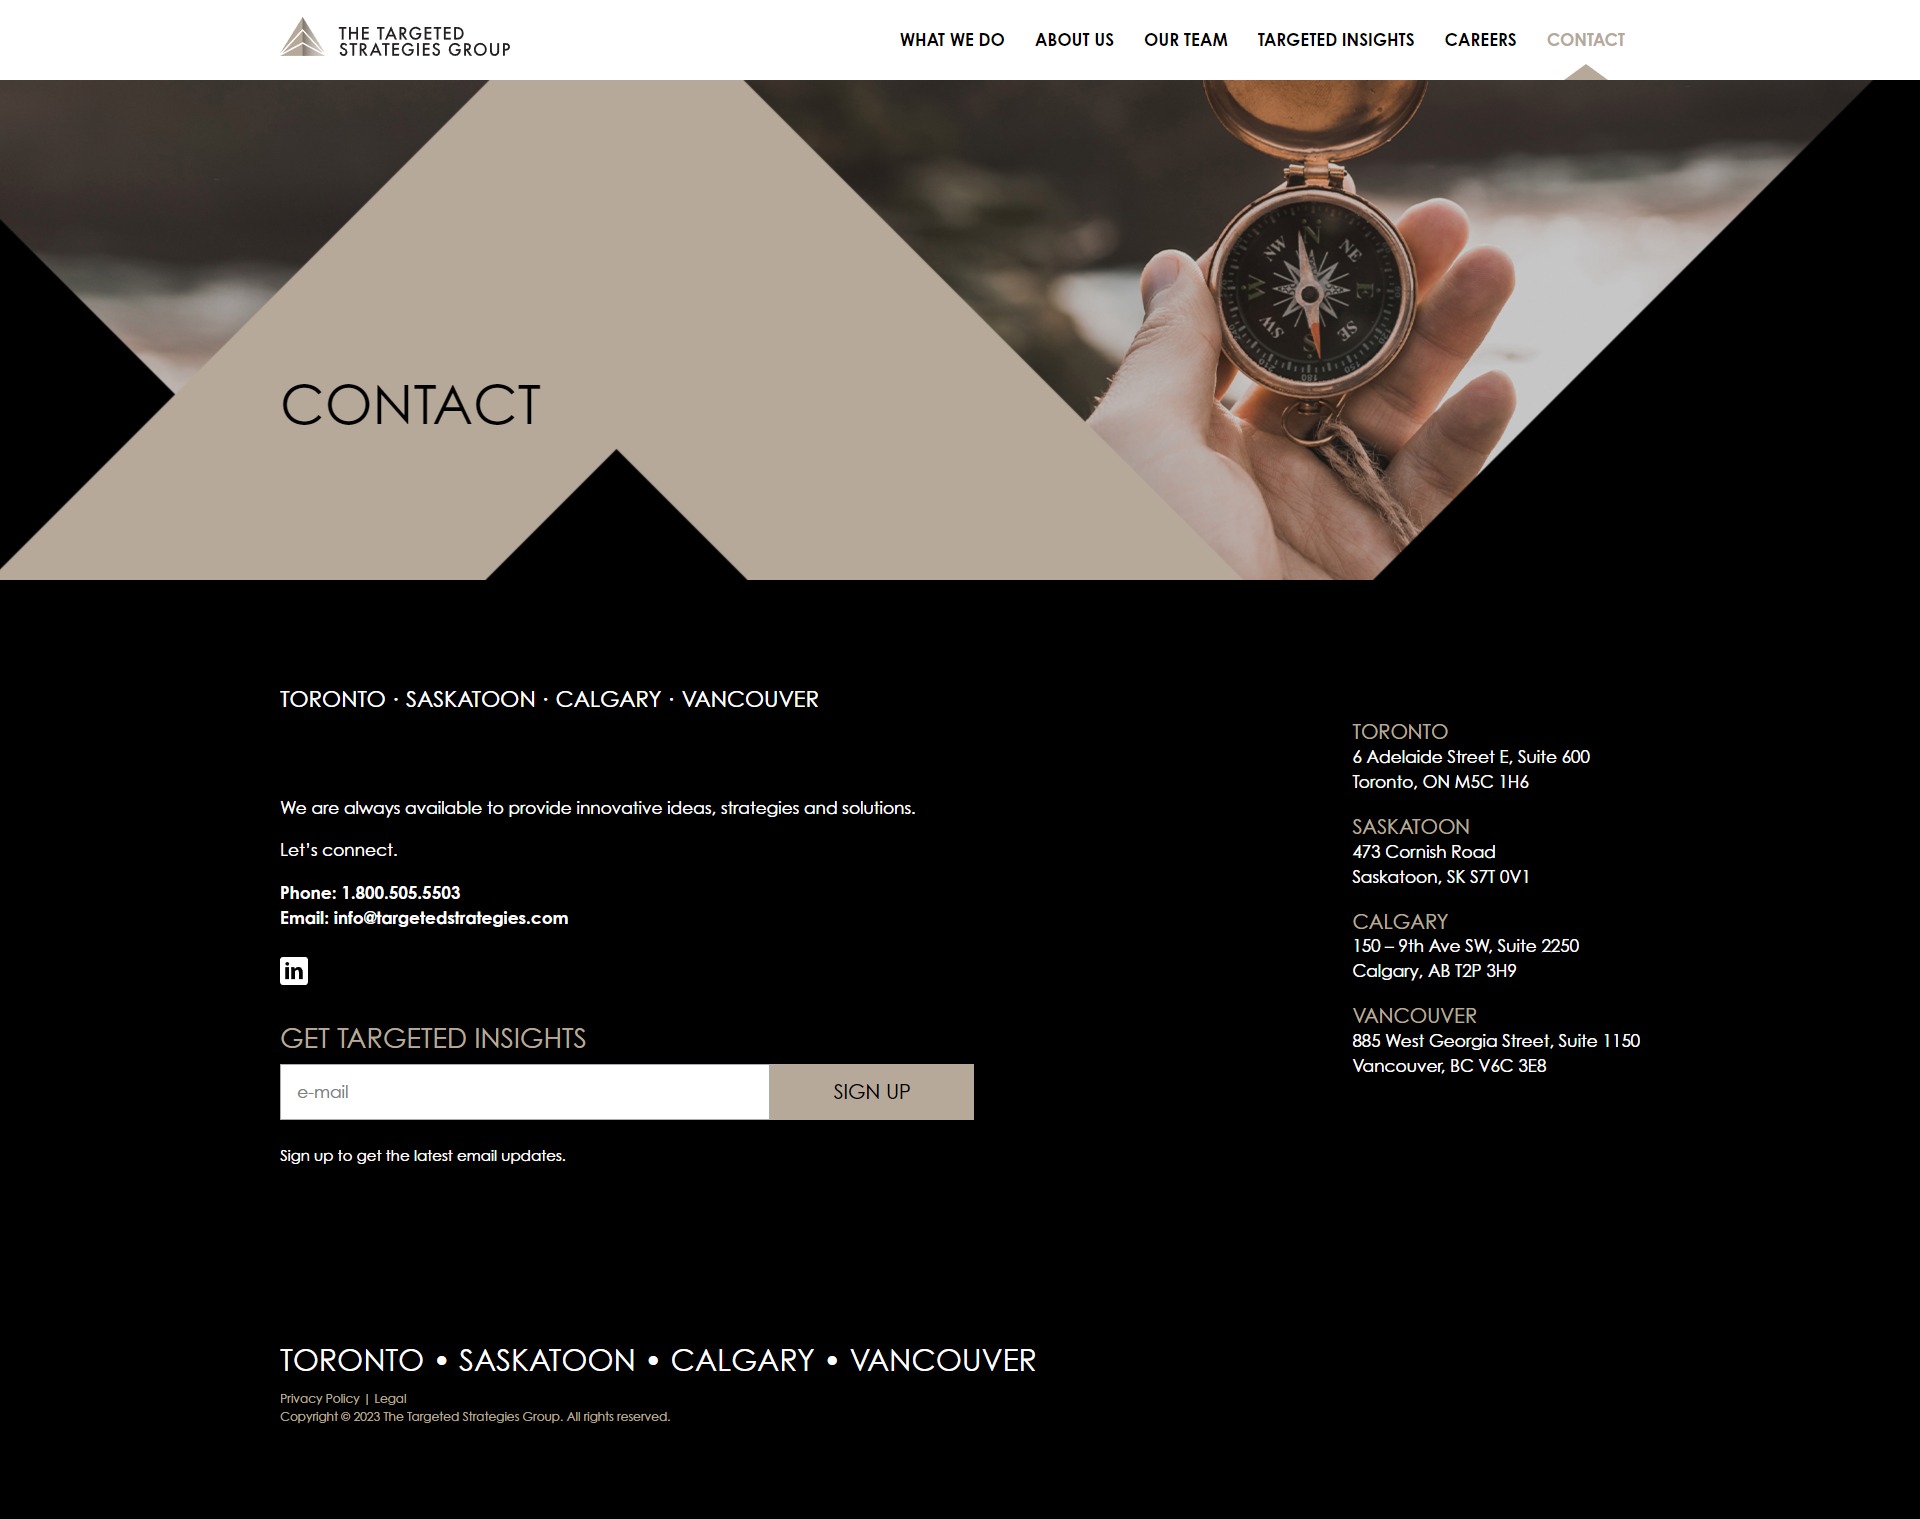 THE TARGETED
STRATEGIES GROUP
WHAT WE DO
ABOUT US
OUR TEAM
TARGETED INSIGHTS
CAREERS
CONTACT
N
NE
E
SE
S
SW
W
NW
CONTACT
TORONTO · SASKATOON · CALGARY · VANCOUVER
We are always available to provide innovative ideas, strategies and solutions.
Let’s connect.
Phone: 1.800.505.5503
Email: info@targetedstrategies.com
in
GET TARGETED INSIGHTS
e-mail
SIGN UP
Sign up to get the latest email updates.
TORONTO
6 Adelaide Street E, Suite 600
Toronto, ON M5C 1H6
SASKATOON
473 Cornish Road
Saskatoon, SK S7T 0V1
CALGARY
150 – 9th Ave SW, Suite 2250
Calgary, AB T2P 3H9
VANCOUVER
885 West Georgia Street, Suite 1150
Vancouver, BC V6C 3E8
TORONTO • SASKATOON • CALGARY • VANCOUVER
Privacy Policy | Legal
Copyright © 2023 The Targeted Strategies Group. All rights reserved.